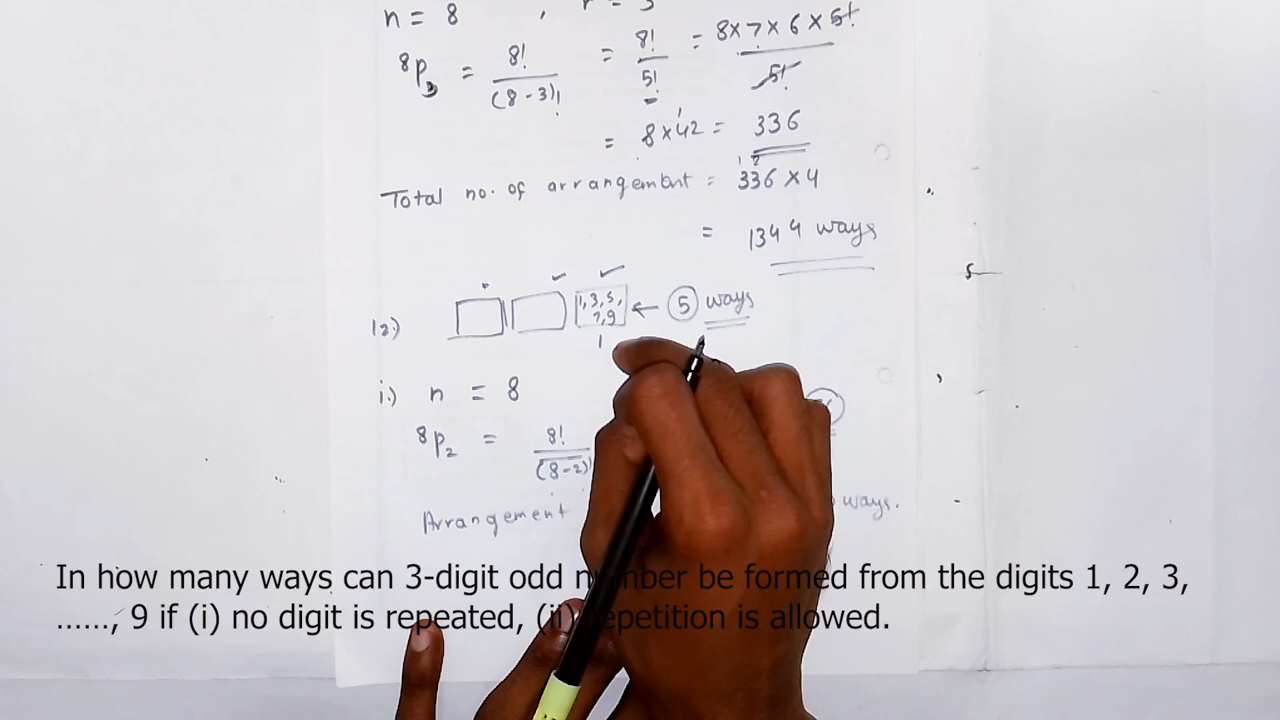 n = 8 ,
⁸P₃ = 8! / (8-3)! = 8! / 5! = 8×7×6×5! / 5!
= 8×42 = 336
Total no. of arrangement = 336 × 4
= 1344 ways
12.) 1,3,5, 7,9 ← 5 ways
i.) n = 8
⁸P₂ = 8! / (8-2)!
Arrangement ways.
In how many ways can 3-digit odd number be formed from the digits 1, 2, 3,
......, 9 if (i) no digit is repeated, (ii) repetition is allowed.